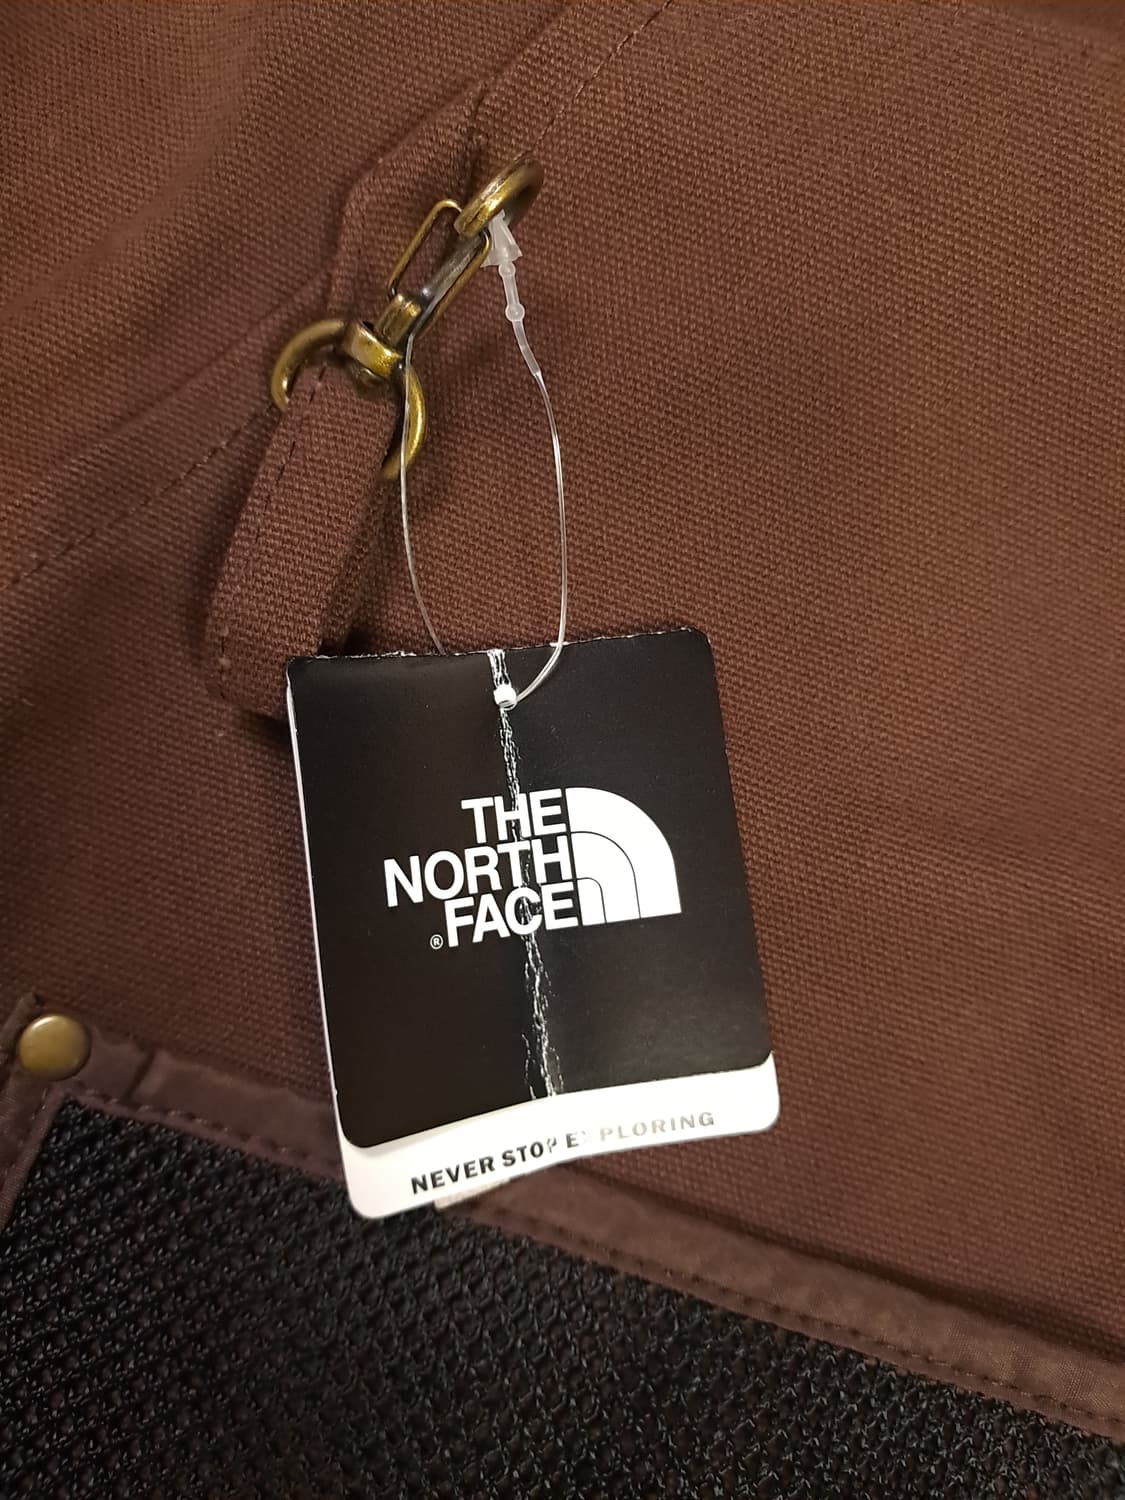 THE
NORTH
FACE
®
NEVER STOP EXPLORING